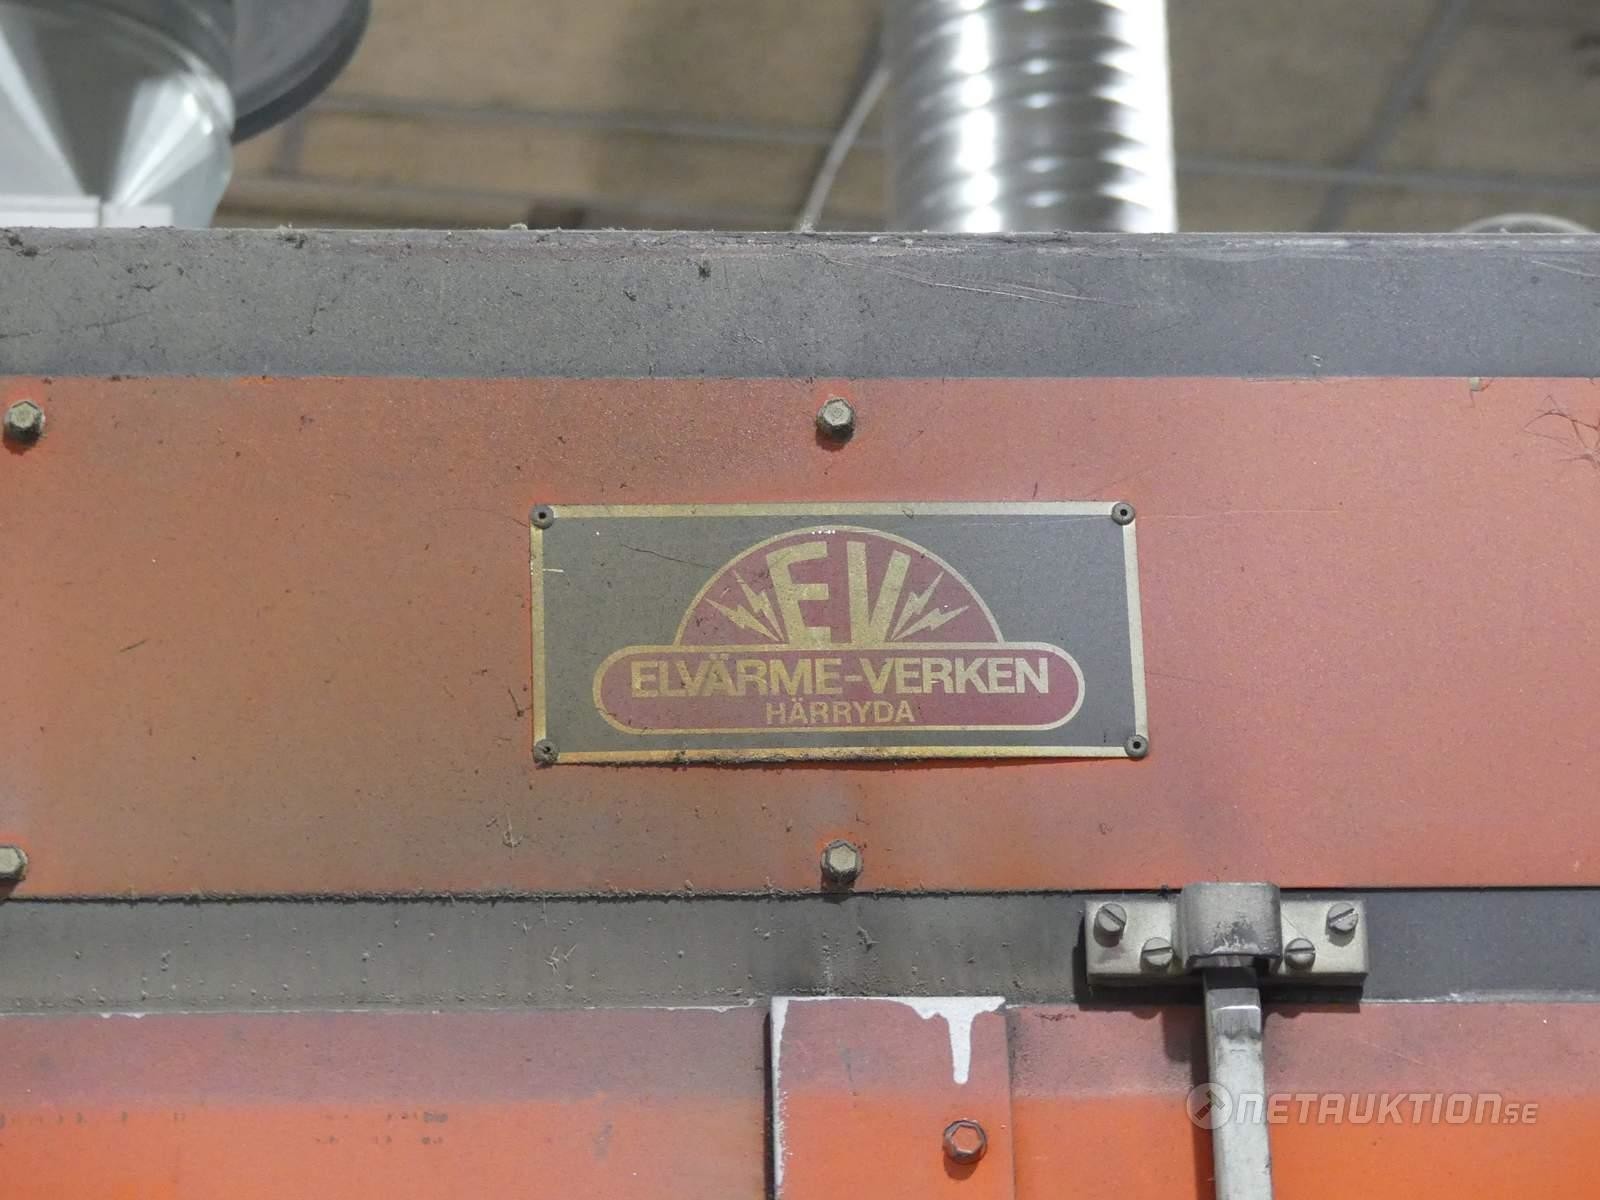 EV
ELVÄRME-VERKEN
HÄRRYDA
NETAUKTION.SE